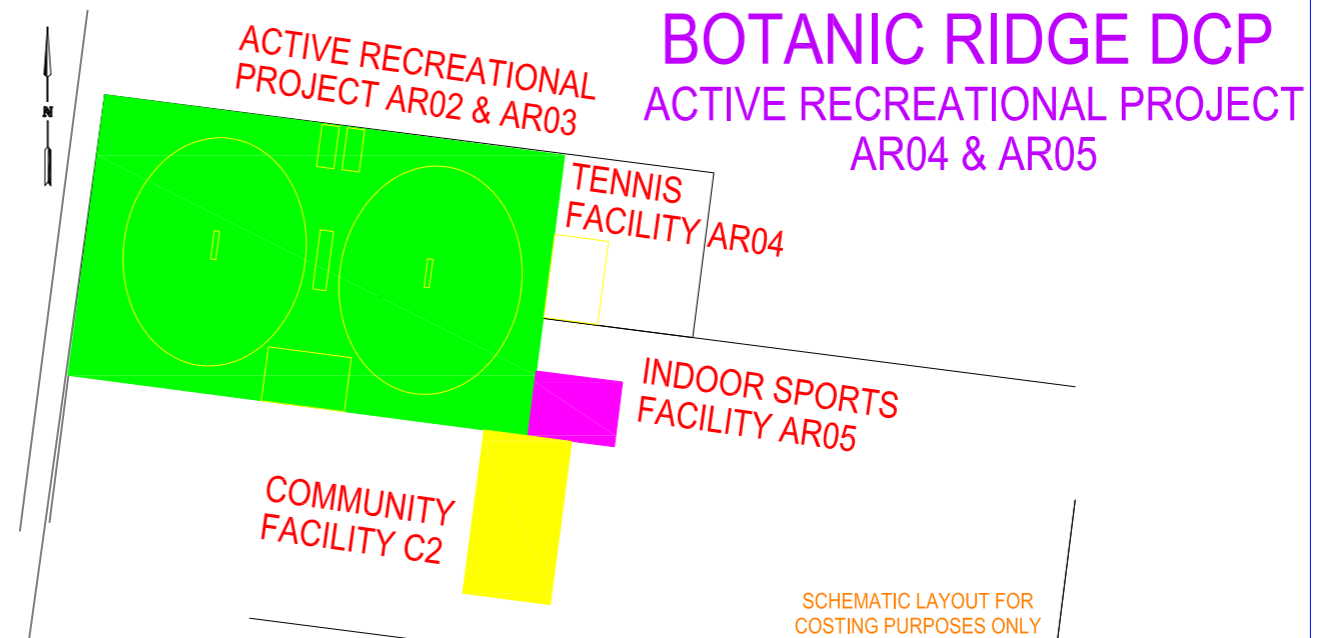 BOTANIC RIDGE DCP
ACTIVE RECREATIONAL PROJECT
AR04 & AR05
ACTIVE RECREATIONAL
PROJECT AR02 & AR03
N
TENNIS
FACILITY AR04
INDOOR SPORTS
FACILITY AR05
COMMUNITY
FACILITY C2
SCHEMATIC LAYOUT FOR
COSTING PURPOSES ONLY